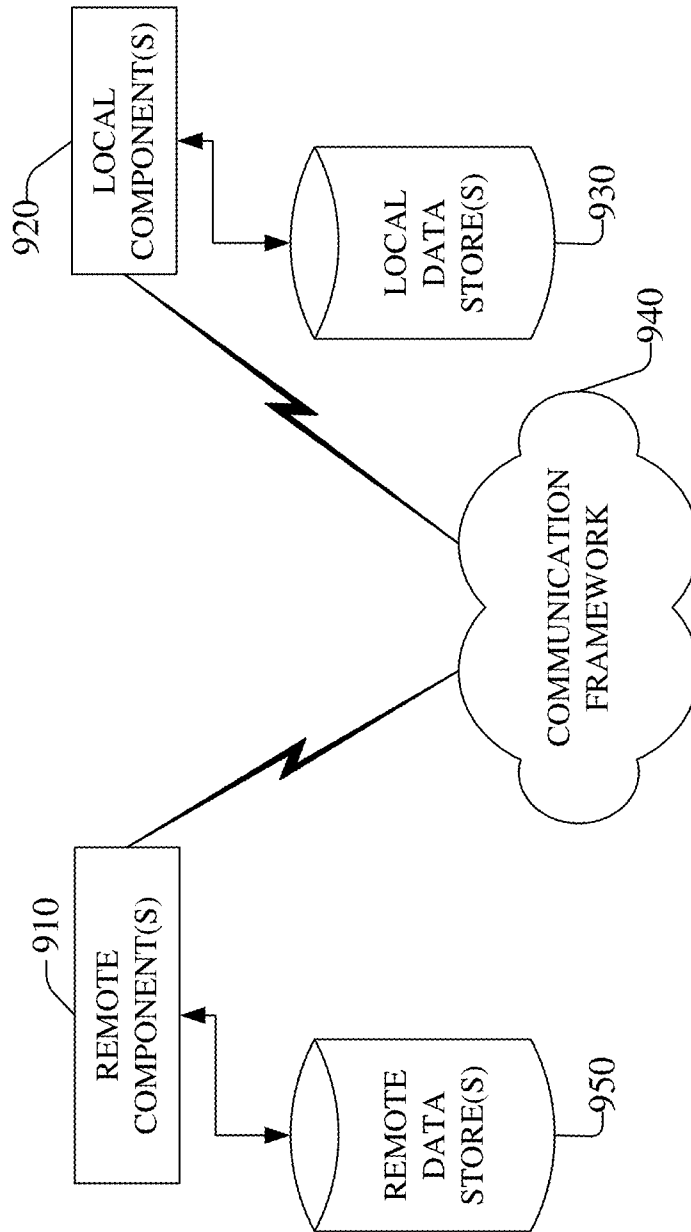 910
REMOTE
COMPONENT(S)
920
LOCAL
COMPONENT(S)
REMOTE
DATA
STORE(S)
950
COMMUNICATION
FRAMEWORK
940
LOCAL
DATA
STORE(S)
930